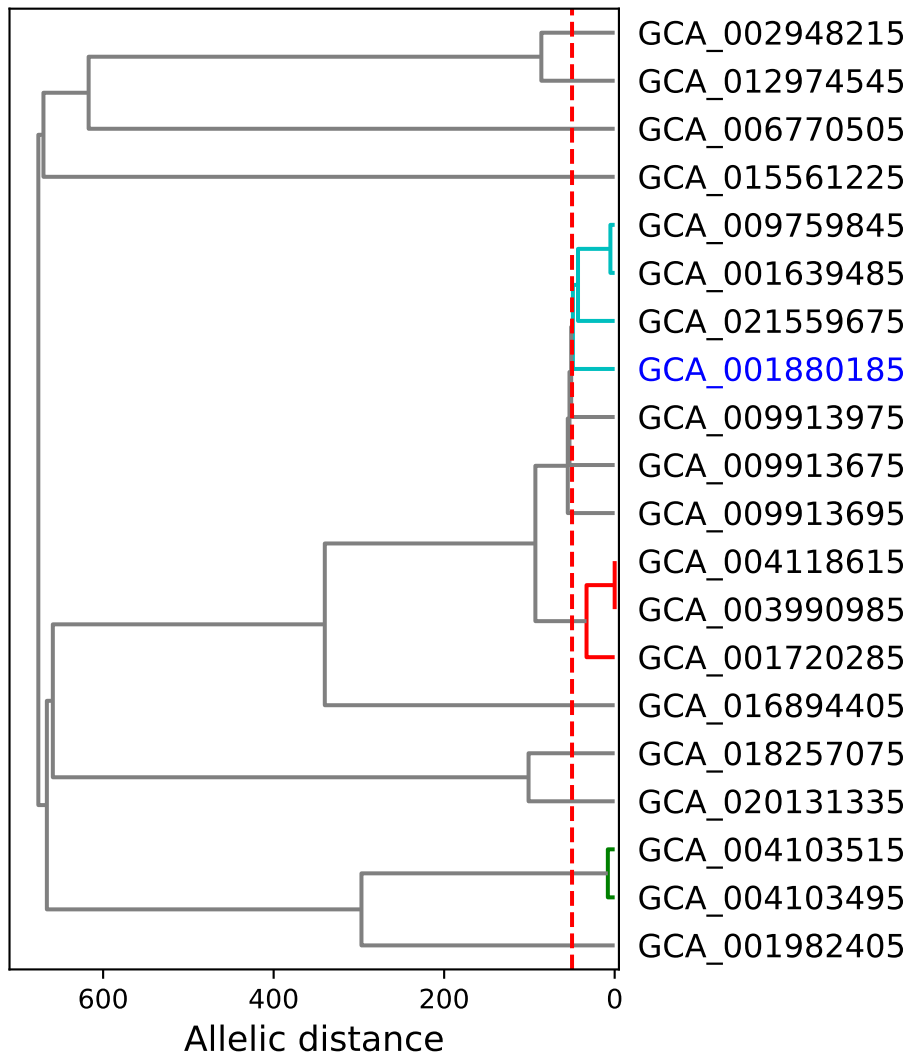 GCA_002948215
GCA_012974545
GCA_006770505
GCA_015561225
GCA_009759845
GCA_001639485
GCA_021559675
GCA_001880185
GCA_009913975
GCA_009913675
GCA_009913695
GCA_004118615
GCA_003990985
GCA_001720285
GCA_016894405
GCA_018257075
GCA_020131335
GCA_004103515
GCA_004103495
GCA_001982405
600 400 200 0
Allelic distance